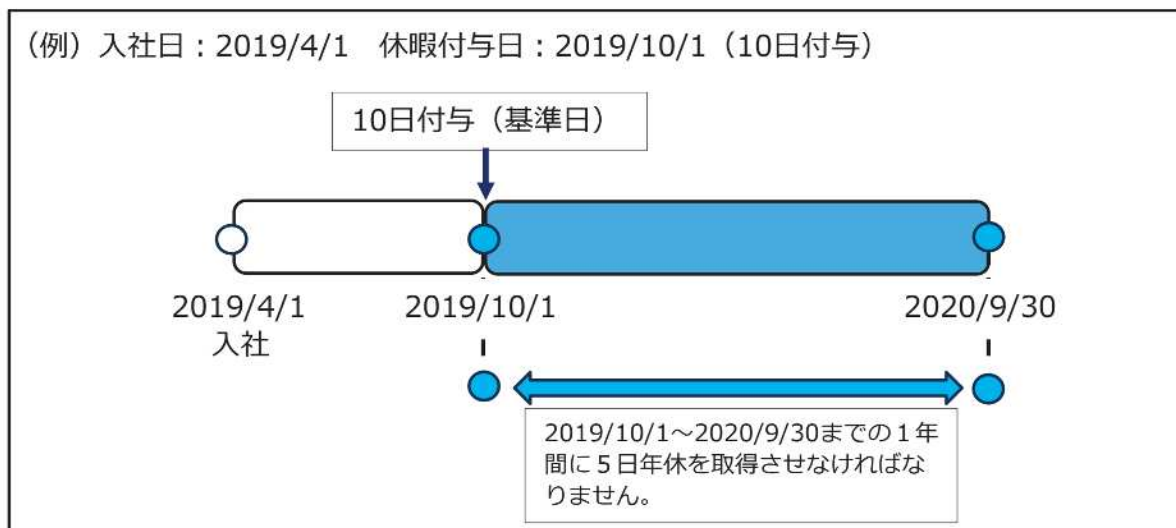 （例）入社日：2019/4/1　休暇付与日：2019/10/1（10日付与）
10日付与（基準日）
2019/4/1
入社
2019/10/1
2020/9/30
2019/10/1～2020/9/30までの１年
間に５日年休を取得させなければな
りません。